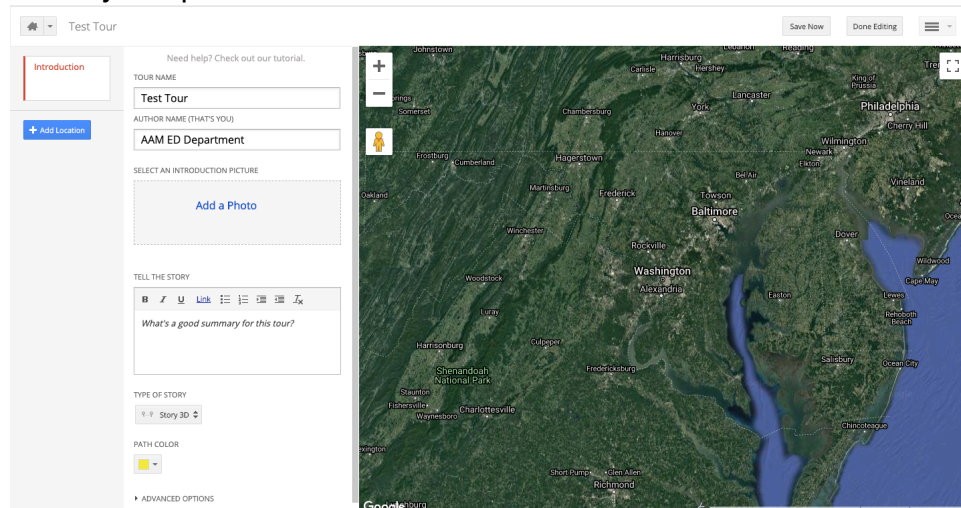 Test Tour
Save Now
Done Editing
Introduction
+ Add Location
Need help? Check out our tutorial.
TOUR NAME
Test Tour
AUTHOR NAME (THAT'S YOU)
AAM ED Department
SELECT AN INTRODUCTION PICTURE
Add a Photo
TELL THE STORY
B I U Link
What's a good summary for this tour?
TYPE OF STORY
Story 3D
PATH COLOR
ADVANCED OPTIONS
Johnstown
Harrisburg
Lebanon
Reading
Carlisle
Hershey
King of
Prussia
Lancaster
Somerset
Chambersburg
York
Philadelphia
Cherry Hill
Hanover
Wilmington
Newark
Elkton
Frostburg
Cumberland
Hagerstown
Bel Air
Vineland
Oakland
Martinsburg
Frederick
Towson
Baltimore
Winchester
Dover
Rockville
Wildwood
Washington
Cape May
Woodstock
Alexandria
Easton
Lewes
Luray
Rehoboth
Beach
Harrisonburg
Culpeper
Salisbury
Ocean City
Shenandoah
National Park
Fredericksburg
Staunton
Fishersville
Waynesboro
Charlottesville
Chincoteague
Short Pump
Glen Allen
Richmond
Google